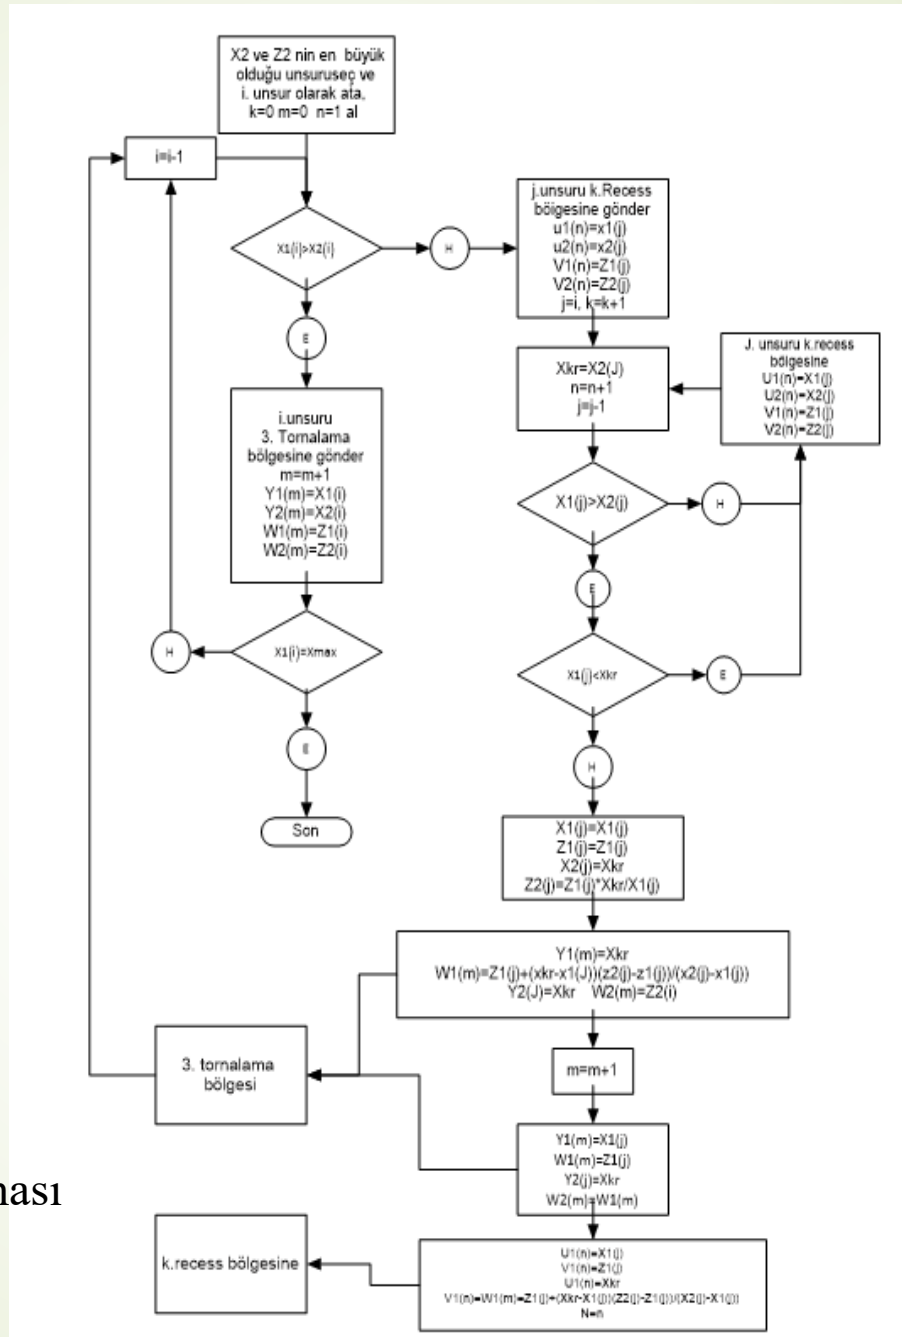 X2 ve Z2 nin en büyük
olduğu unsuruseç ve
i. unsur olarak ata,
k=0 m=0 n=1 al
i=i-1
X1(i)>X2(i)
H
E
i.unsuru
3. Tornalama
bölgesine gönder
m=m+1
Y1(m)=X1(i)
Y2(m)=X2(i)
W1(m)=Z1(i)
W2(m)=Z2(i)
X1(i)=Xmax
H
E
Son
j.unsuru k.Recess
böigesine gönder
u1(n)=x1(j)
u2(n)=x2(j)
V1(n)=Z1(j)
V2(n)=Z2(j)
j=i, k=k+1
Xkr=X2(J)
n=n+1
j=j-1
J. unsuru k.recess
bölgesine
U1(n)=X1(j)
U2(n)=X2(j)
V1(n)=Z1(j)
V2(n)=Z2(j)
X1(j)>X2(j)
H
E
X1(j)<Xkr
E
H
X1(j)=X1(j)
Z1(j)=Z1(j)
X2(j)=Xkr
Z2(j)=Z1(j)*Xkr/X1(j)
Y1(m)=Xkr
W1(m)=Z1(j)+(xkr-x1(J))(z2(j)-z1(j))/(x2(j)-x1(j))
Y2(J)=Xkr W2(m)=Z2(i)
m=m+1
3. tornalama
bölgesi
Y1(m)=X1(j)
W1(m)=Z1(j)
Y2(j)=Xkr
W2(m)=W1(m)
ması
k.recess bölgesine
U1(n)=X1(j)
V1(n)=Z1(j)
U1(n)=Xkr
V1(n)=W1(m)=Z1(j)+(Xkr-X1(j))(Z2(j)-Z1(j))/(X2(j)-X1(j))
N=n